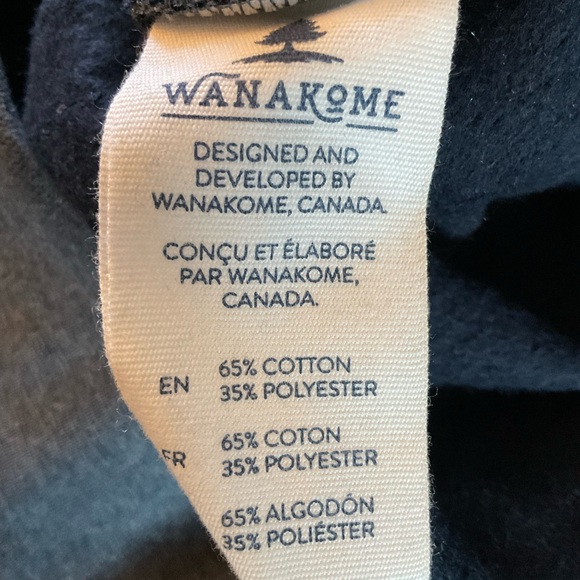 WANAKOME
DESIGNED AND
DEVELOPED BY
WANAKOME, CANADA.
CONÇU ET ÉLABORÉ
PAR WANAKOME,
CANADA.
EN 65% COTTON
35% POLYESTER
FR 65% COTON
35% POLYESTER
65% ALGODÓN
35% POLIÉSTER